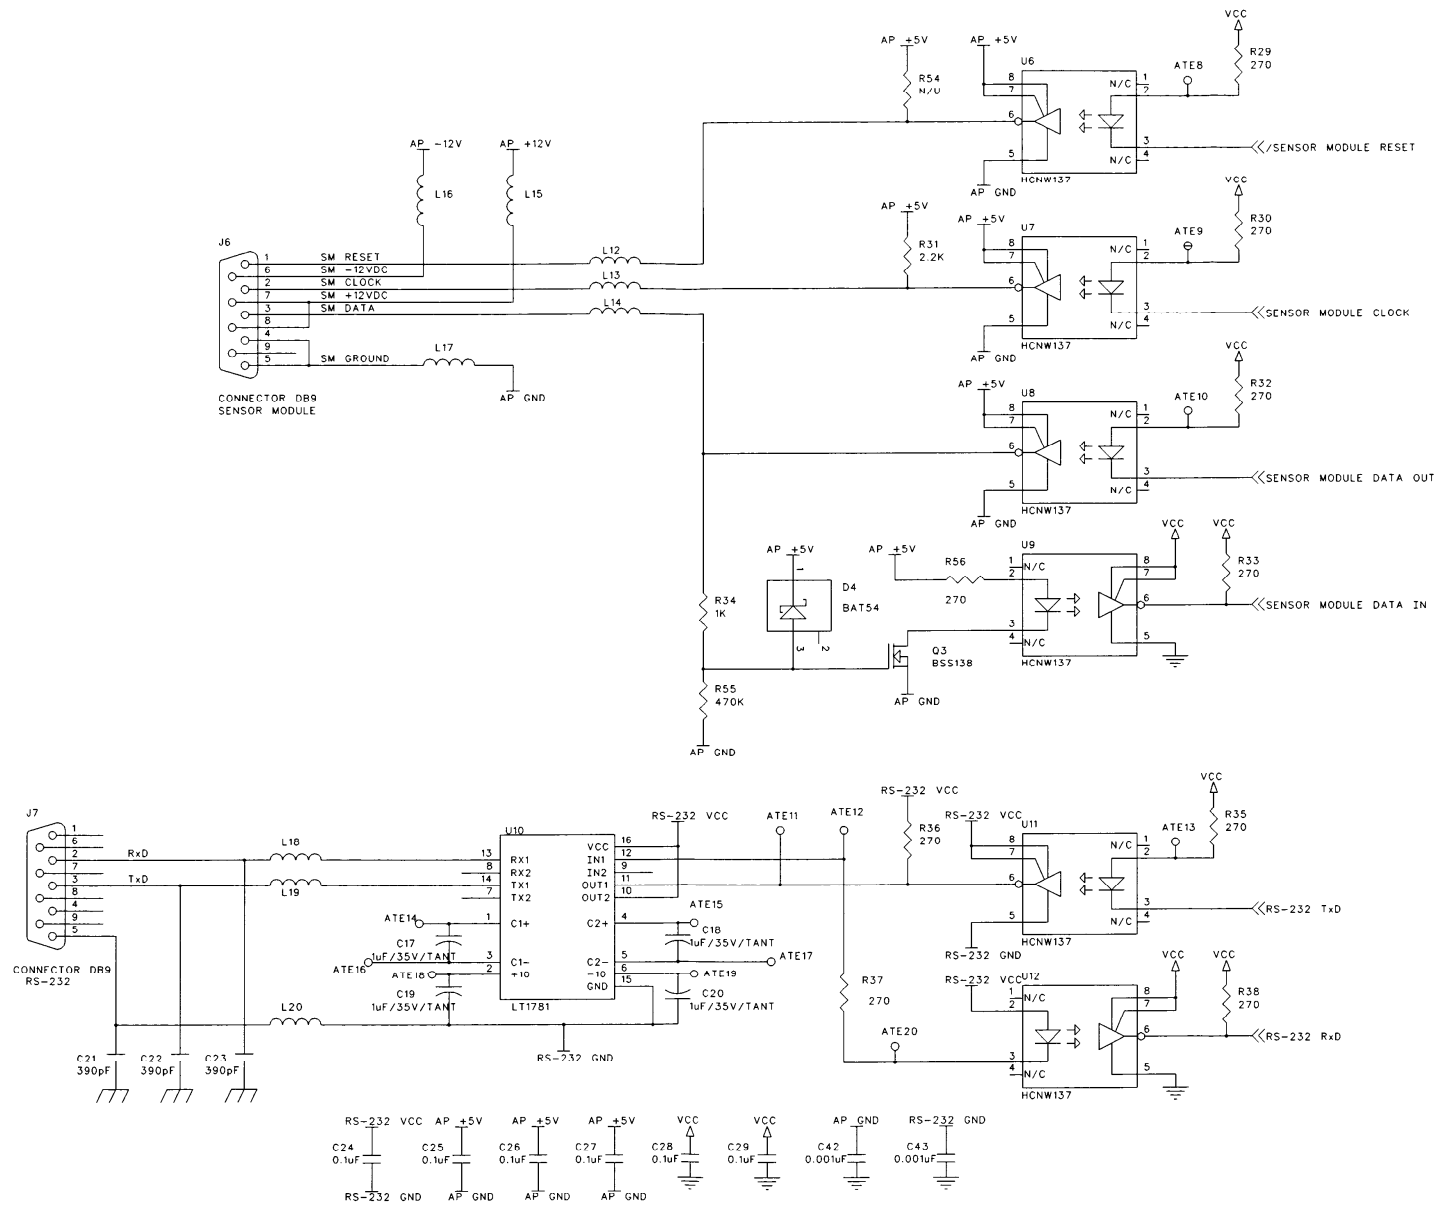 VCC
AP +5V
AP +5V
R29
270
U6
ATE8
R54
N/U
8
7
6
5
N/C
1
2
3
N/C
4
/SENSOR MODULE RESET
HCNW137
AP GND
AP -12V
AP +12V
L16
L15
VCC
AP +5V
AP +5V
R30
270
U7
ATE9
R31
2.2K
8
7
6
5
N/C
1
2
3
N/C
4
SENSOR MODULE CLOCK
HCNW137
AP GND
J6
1
6
2
7
3
8
4
9
5
SM RESET
SM -12VDC
SM CLOCK
SM +12VDC
SM DATA
SM GROUND
L12
L13
L14
L17
AP GND
CONNECTOR DB9
SENSOR MODULE
VCC
AP +5V
R32
270
U8
ATE10
8
7
6
5
N/C
1
2
3
N/C
4
SENSOR MODULE DATA OUT
HCNW137
AP GND
VCC
VCC
AP +5V
AP +5V
U9
R56
270
1
N/C
2
3
4
N/C
8
7
6
5
R33
270
SENSOR MODULE DATA IN
HCNW137
1
D4
BAT54
3
2
R34
1K
Q3
BSS138
AP GND
R55
470K
AP GND
J7
1
6
2
7
3
8
4
9
5
RxD
TxD
L18
L19
CONNECTOR DB9
RS-232
U10
13
RX1
8
RX2
14
TX1
7
TX2
1
C1+
3
C1-
2
+10
VCC
16
IN1
12
IN2
9
OUT1
11
OUT2
10
C2+
4
C2-
5
-10
6
GND
15
LT1781
ATE14
C17
1uF/35V/TANT
ATE16
ATE18
C19
1uF/35V/TANT
L20
ATE15
C18
1uF/35V/TANT
ATE17
ATE19
C20
1uF/35V/TANT
RS-232 GND
RS-232 VCC
ATE11
ATE12
RS-232 VCC
R36
270
RS-232 VCC
U11
VCC
R35
270
ATE13
8
7
6
5
N/C
1
2
3
N/C
4
RS-232 TxD
HCNW137
RS-232 GND
RS-232 VCC
U12
VCC
VCC
R37
270
ATE20
1
N/C
2
3
4
N/C
8
7
6
5
R38
270
RS-232 RxD
HCNW137
C21
390pF
C22
390pF
C23
390pF
RS-232 VCC
C24
0.1uF
RS-232 GND
AP +5V
C25
0.1uF
AP GND
AP +5V
C26
0.1uF
AP GND
AP +5V
C27
0.1uF
AP GND
VCC
C28
0.1uF
VCC
C29
0.1uF
AP GND
C42
0.001uF
RS-232 GND
C43
0.001uF